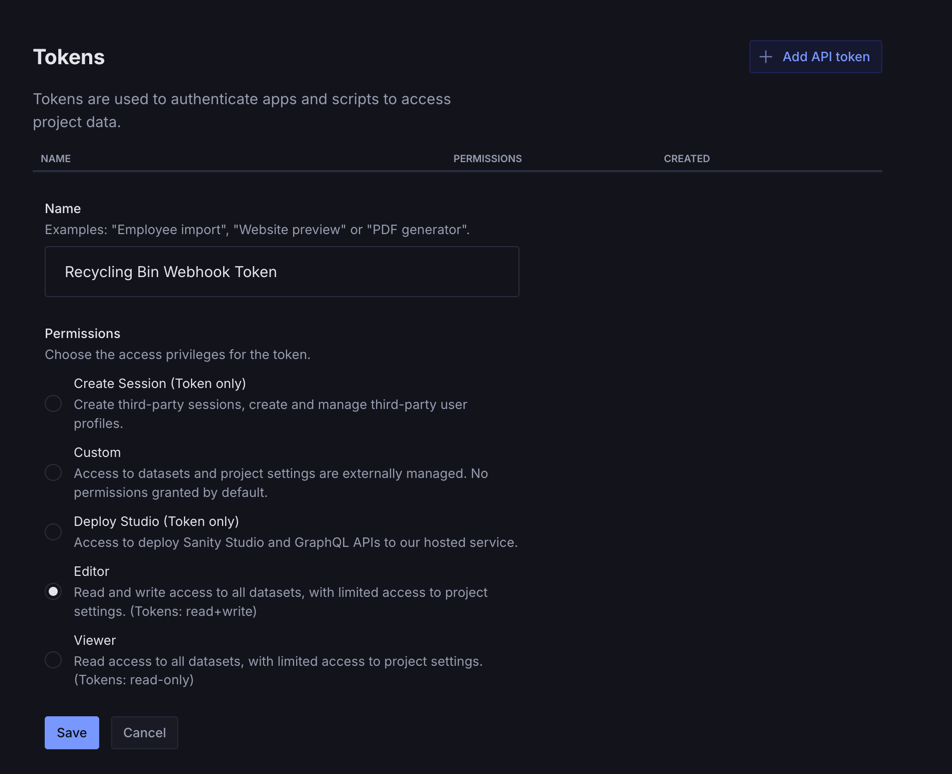 Tokens
Add API token
Tokens are used to authenticate apps and scripts to access
project data.
NAME PERMISSIONS CREATED
Name
Examples: "Employee import", "Website preview" or "PDF generator".
Recycling Bin Webhook Token
Permissions
Choose the access privileges for the token.
Create Session (Token only)
Create third-party sessions, create and manage third-party user
profiles.
Custom
Access to datasets and project settings are externally managed. No
permissions granted by default.
Deploy Studio (Token only)
Access to deploy Sanity Studio and GraphQL APIs to our hosted service.
Editor
Read and write access to all datasets, with limited access to project
settings. (Tokens: read+write)
Viewer
Read access to all datasets, with limited access to project settings.
(Tokens: read-only)
Save Cancel